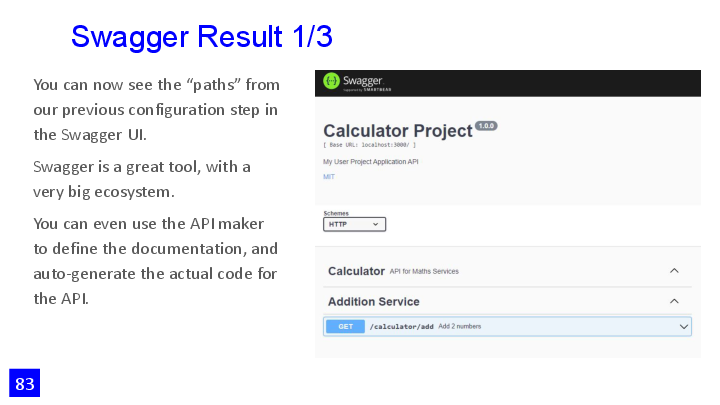 Swagger Result 1/3
You can now see the “paths” from
our previous configuration step in
the Swagger UI.
Swagger is a great tool, with a
very big ecosystem.
You can even use the API maker
to define the documentation, and
auto-generate the actual code for
the API.
83
Swagger
Supported by SMARTBEAR
Calculator Project 1.0.0
[ Base URL: localhost:3000/ ]
My User Project Application API
MIT
Schemes
HTTP
Calculator API for Maths Services
Addition Service
GET /calculator/add Add 2 numbers